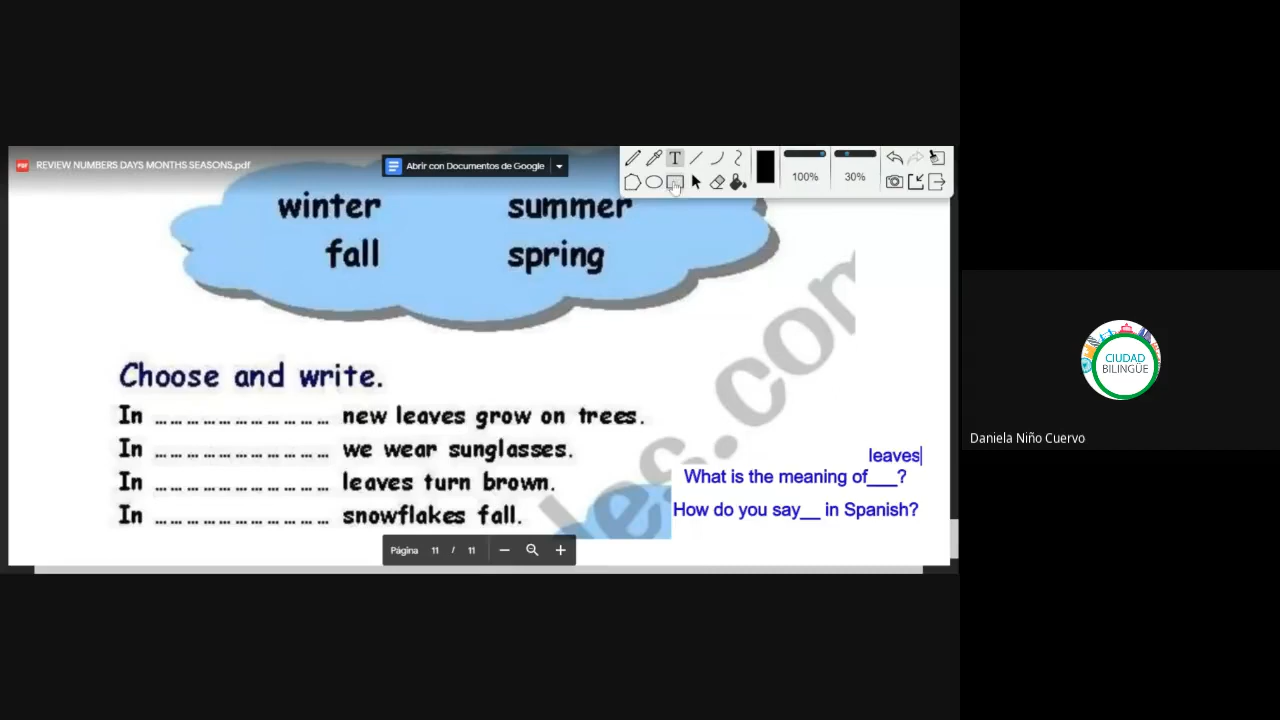 REVIEW NUMBERS DAYS MONTHS SEASONS.pdf
Abrir con Documentos de Google
100%
30%
winter summer
fall spring
Choose and write.
In ................... new leaves grow on trees.
In ................... we wear sunglasses.
In ................... leaves turn brown.
In ................... snowflakes fall.
leaves
What is the meaning of___?
How do you say__ in Spanish?
Página 11 / 11
les.com
CIUDAD
BILINGÜE
Daniela Niño Cuervo